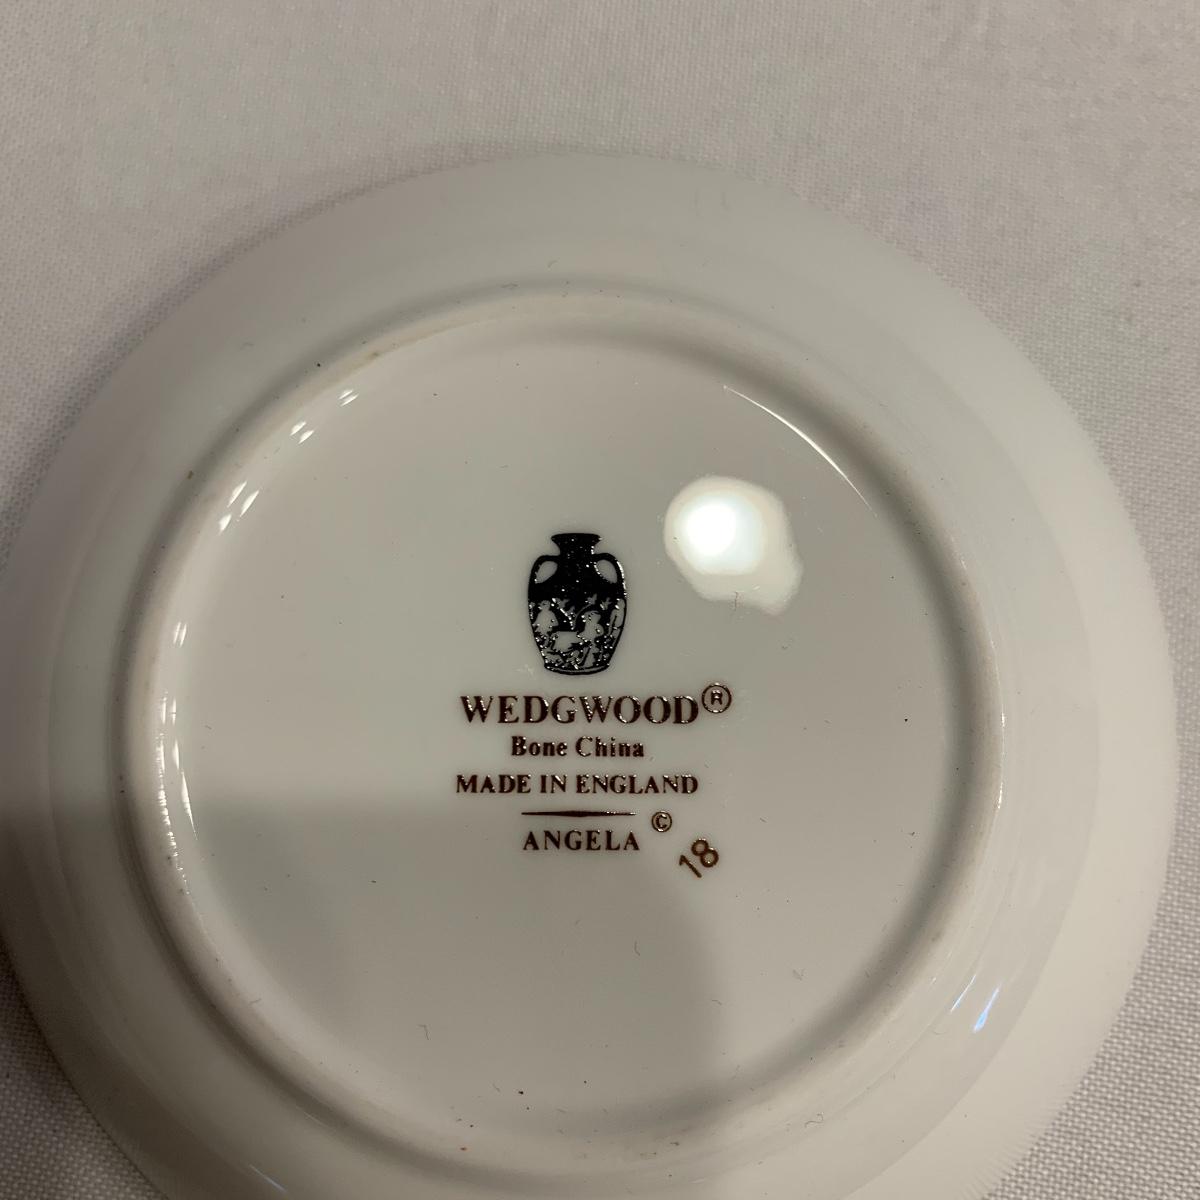 WEDGWOOD®
Bone China
MADE IN ENGLAND
ANGELA ©
18